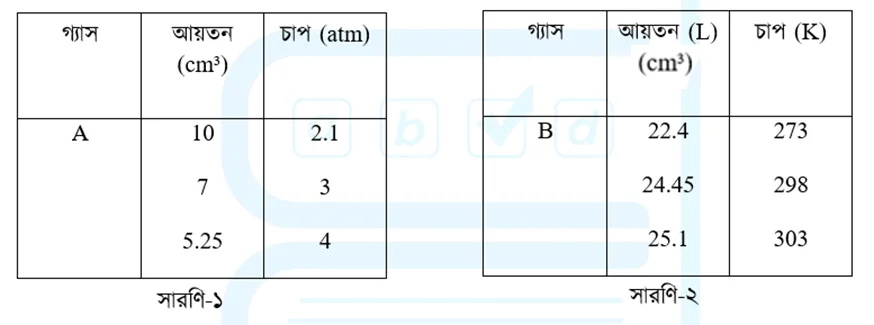 গ্যাস আয়তন চাপ (atm)
(cm³)
A 10 2.1
7 3
5.25 4
সারণি-১
গ্যাস আয়তন (L) চাপ (K)
(cm³)
B 22.4 273
24.45 298
25.1 303
সারণি-২
a b d